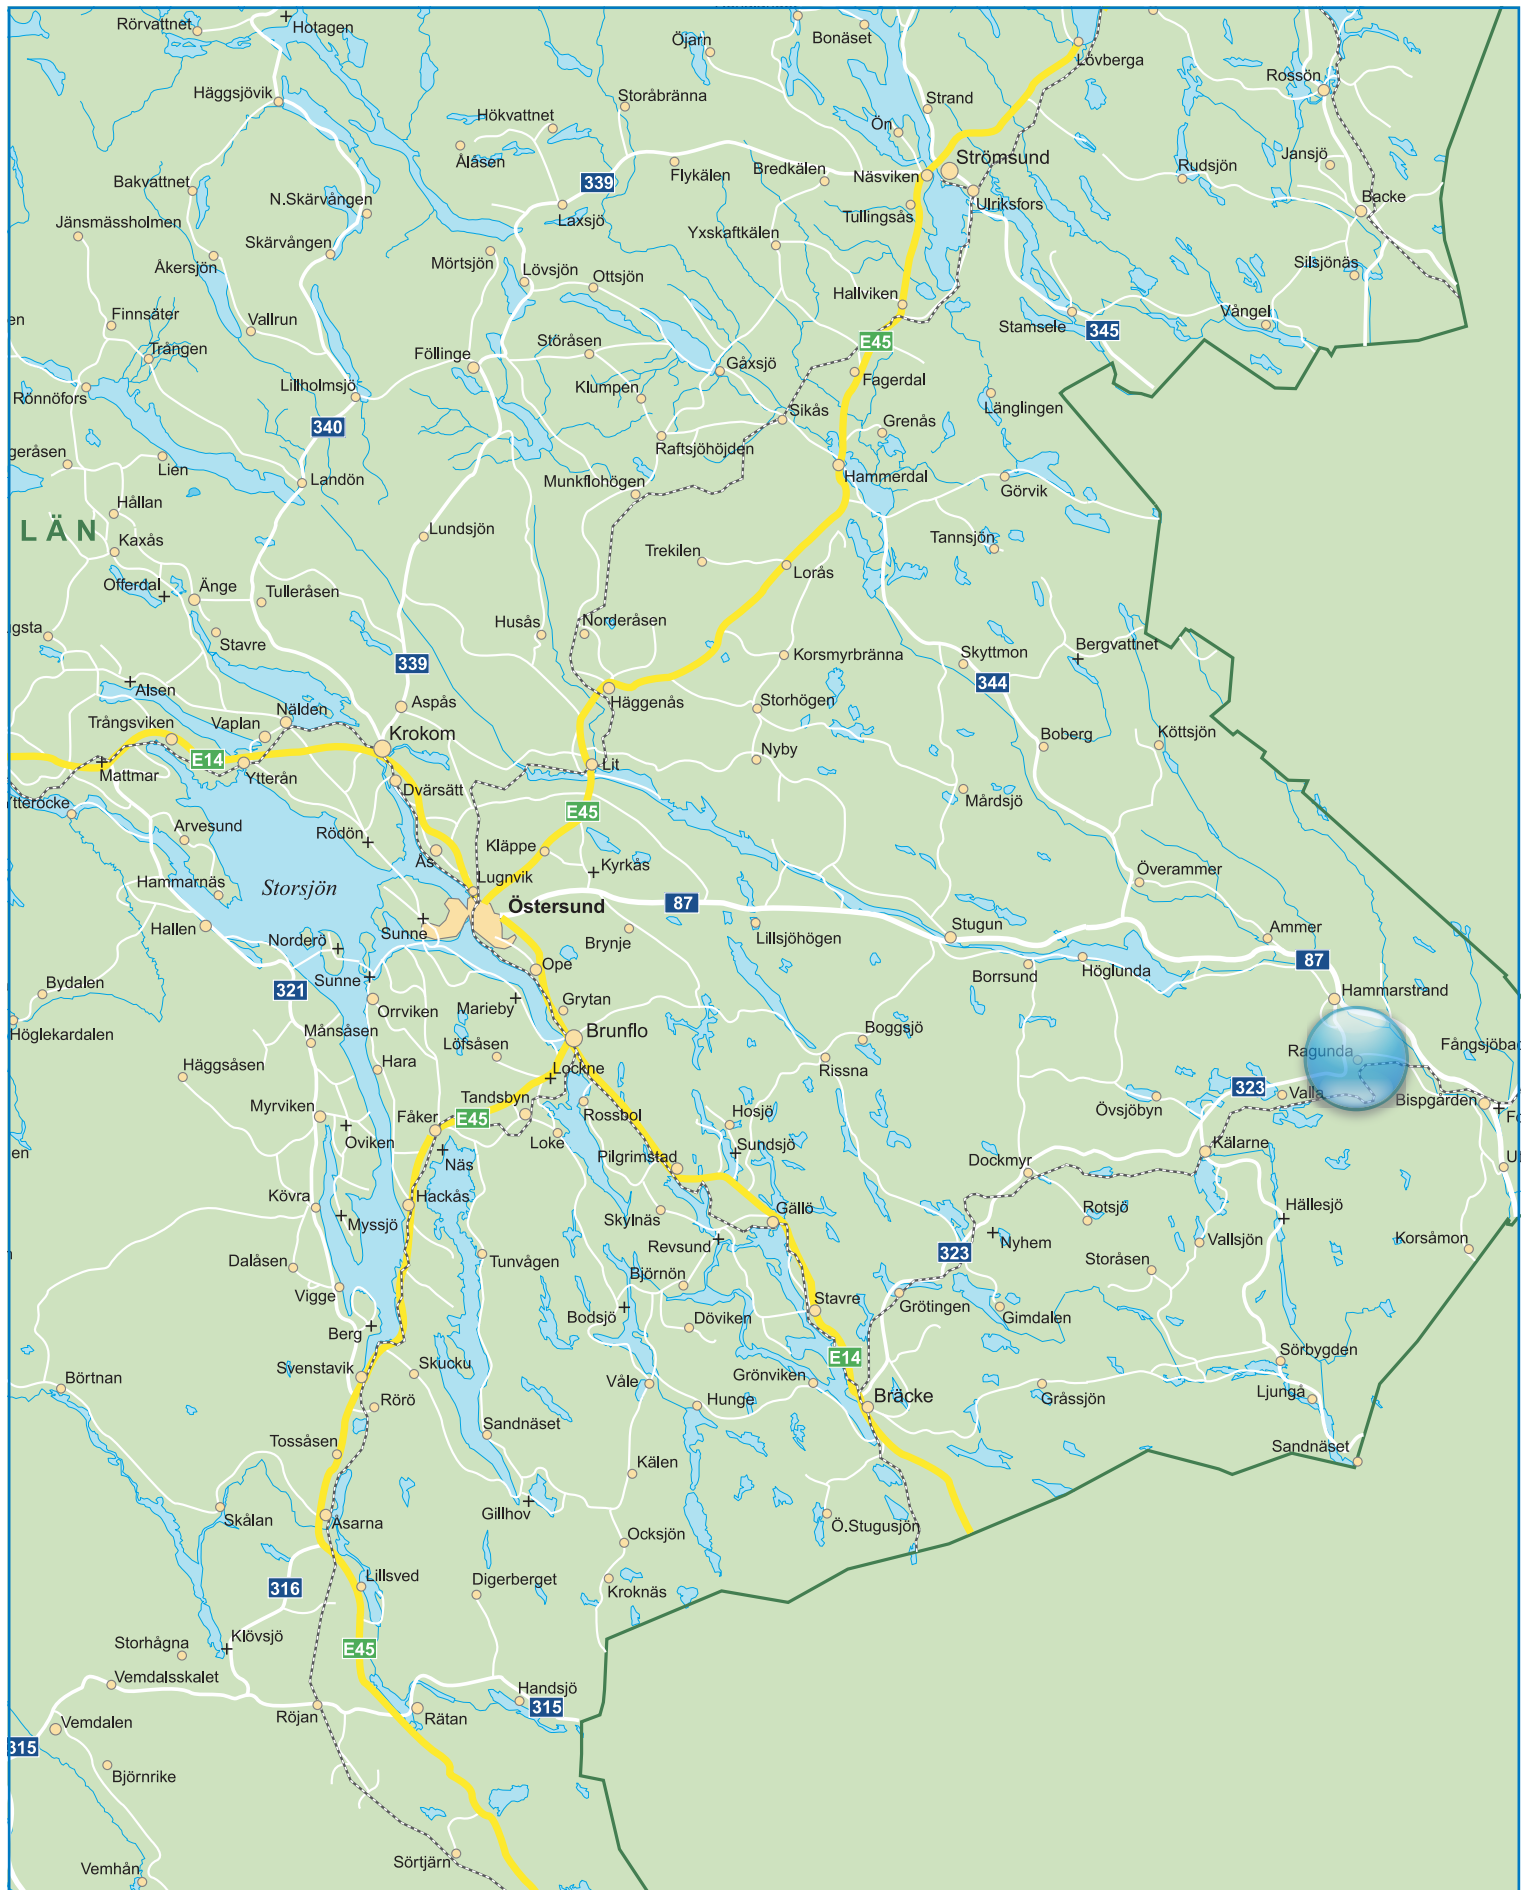 Rörvattnet
Hotagen
Öjarn
Bonäset
Lövberga
Rossön
Häggsjövik
Storåbränna
Strand
Hökvattnet
Ön
Ålåsen
Strömsund
Jansjö
Bakvattnet
339
Flykälen
Bredkälen
Näsviken
Rudsjön
N.Skärvången
Ulriksfors
Backe
Jänsmässholmen
Laxsjö
Tullingsås
Skärvången
Yxskaftkälen
Åkersjön
Mörtsjön
Lövsjön
Ottsjön
Silsjönäs
Hallviken
en
Finnsäter
Vallrun
Stamsele
345
Vångel
Trången
Föllinge
Störåsen
E45
Gåxsjö
Rönnöfors
Lillholmsjö
Klumpen
Fagerdal
Länglingen
340
Sikås
Grenås
geråsen
Lien
Raftsjöhöjden
Landön
Munkflohögen
Hammerdal
Görvik
Hållan
LÄN
Kaxås
Lundsjön
Tannsjön
Trekilen
Lorås
Offerdal
Änge
Tulleråsen
Husås
Norderåsen
gsta
Stavre
339
Korsmyrbränna
Skyttmon
Bergvattnet
344
Alsen
Häggenås
Storhögen
Trångsviken
Vaplan
Nälden
Aspås
Krokom
Nyby
Boberg
Köttsjön
E14
Mattmar
Ytterån
Lit
Dvärsätt
Mårdsjö
Ytterocke
E45
Arvesund
Rödön
Ås
Kläppe
Kyrkås
Överammer
Hammarnäs
Storsjön
Lugnvik
Östersund
87
Hallen
Norderö
Sunne
Brynje
Lillsjöhögen
Stugun
Ammer
Ope
87
Bydalen
321
Sunne
Borrsund
Höglunda
Hammarstrand
Orrviken
Marieby
Grytan
Höglekardalen
Månsåsen
Brunflo
Boggsjö
Löfsåsen
Ragunda
Häggsåsen
Hara
Lockne
Rissna
323
Valla
Tandsbyn
Övsjöbyn
Bispgården
Myrviken
Fåker
E45
Rossbol
Hosjö
Oviken
Loke
Sundsjö
Kälarne
en
Näs
Pilgrimstad
Dockmyr
Kövra
Hackås
Gällö
Rotsjö
Hällesjö
Myssjö
Skylnäs
Nyhem
Vallsjön
Korsåmon
Revsund
323
Dalåsen
Tunvågen
Björnön
Storåsen
Vigge
Stavre
Grötingen
Gimdalen
Bodsjö
Döviken
Berg
E14
Sörbygden
Svenstavik
Skucku
Grönviken
Börtnan
Våle
Bräcke
Gråssjön
Ljungå
Rörö
Hunge
Sandnäset
Tossåsen
Sandnäset
Kälen
Skålan
Åsarna
Gillhov
Ö.Stugusjön
Ocksjön
316
Lillsved
Digerberget
Kroknäs
Storhågna
Klövsjö
E45
Vemdalsskalet
Handsjö
315
Vemdalen
Röjan
Rätan
315
Björnrike
Vemhån
Sörtjärn